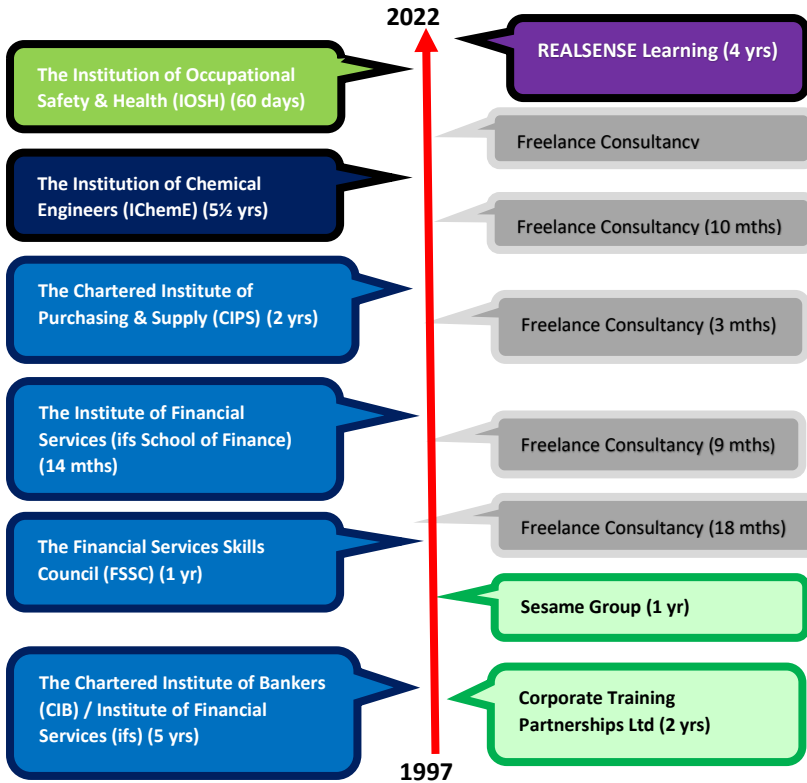 2022
The Institution of Occupational
Safety & Health (IOSH) (60 days)
REALSENSE Learning (4 yrs)
Freelance Consultancy
The Institution of Chemical
Engineers (IChemE) (5½ yrs)
Freelance Consultancy (10 mths)
The Chartered Institute of
Purchasing & Supply (CIPS) (2 yrs)
Freelance Consultancy (3 mths)
The Institute of Financial
Services (ifs School of Finance)
(14 mths)
Freelance Consultancy (9 mths)
Freelance Consultancy (18 mths)
The Financial Services Skills
Council (FSSC) (1 yr)
Sesame Group (1 yr)
The Chartered Institute of Bankers
(CIB) / Institute of Financial
Services (ifs) (5 yrs)
Corporate Training
Partnerships Ltd (2 yrs)
1997